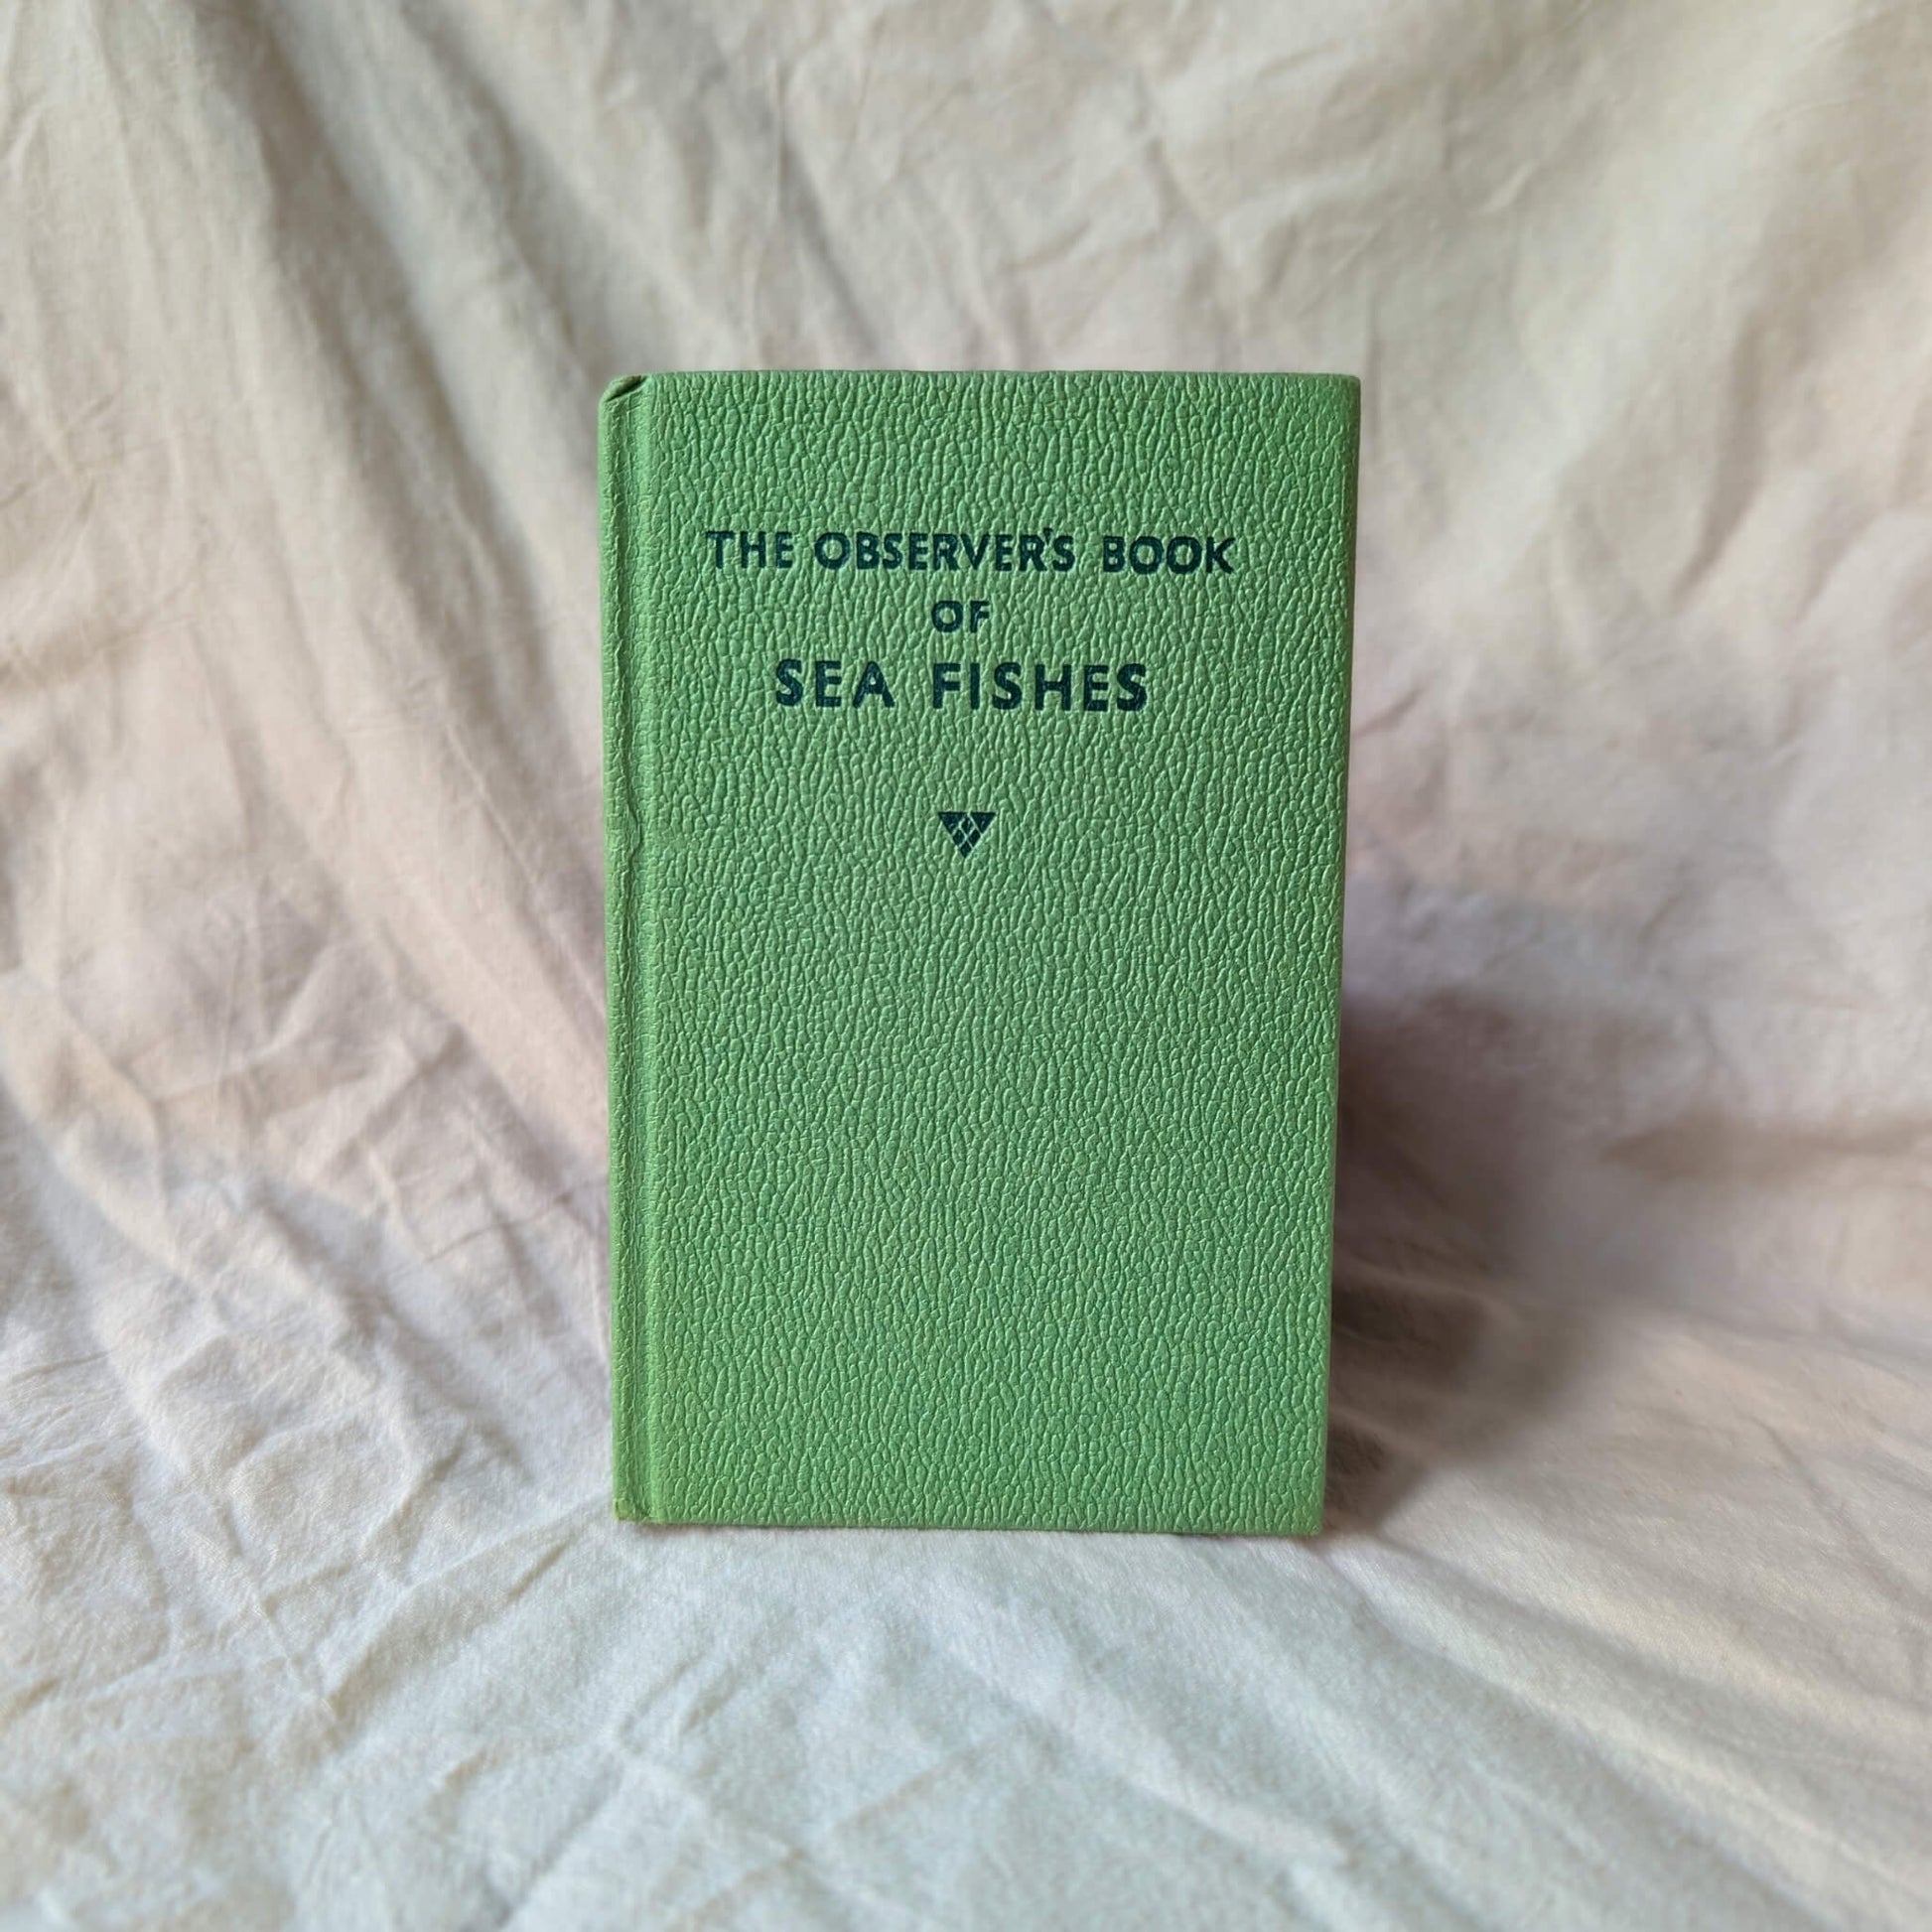 THE OBSERVER'S BOOK
OF
SEA FISHES